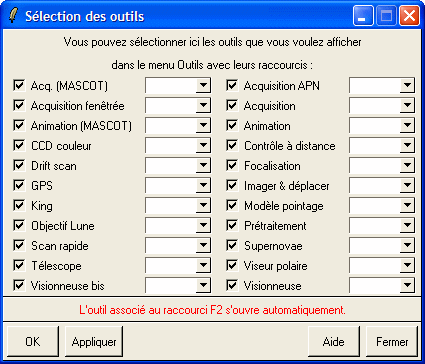 Sélection des outils
Vous pouvez sélectionner ici les outils que vous voulez afficher
dans le menu Outils avec leurs raccourcis :
Acq. (MASCOT)
Acquisition APN
Acquisition fenêtrée
Acquisition
Animation (MASCOT)
Animation
CCD couleur
Contrôle à distance
Drift scan
Focalisation
GPS
Imager & déplacer
King
Modèle pointage
Objectif Lune
Prétraitement
Scan rapide
Supernovae
Télescope
Viseur polaire
Visionneuse bis
Visionneuse
L'outil associé au raccourci F2 s'ouvre automatiquement.
OK
Appliquer
Aide
Fermer